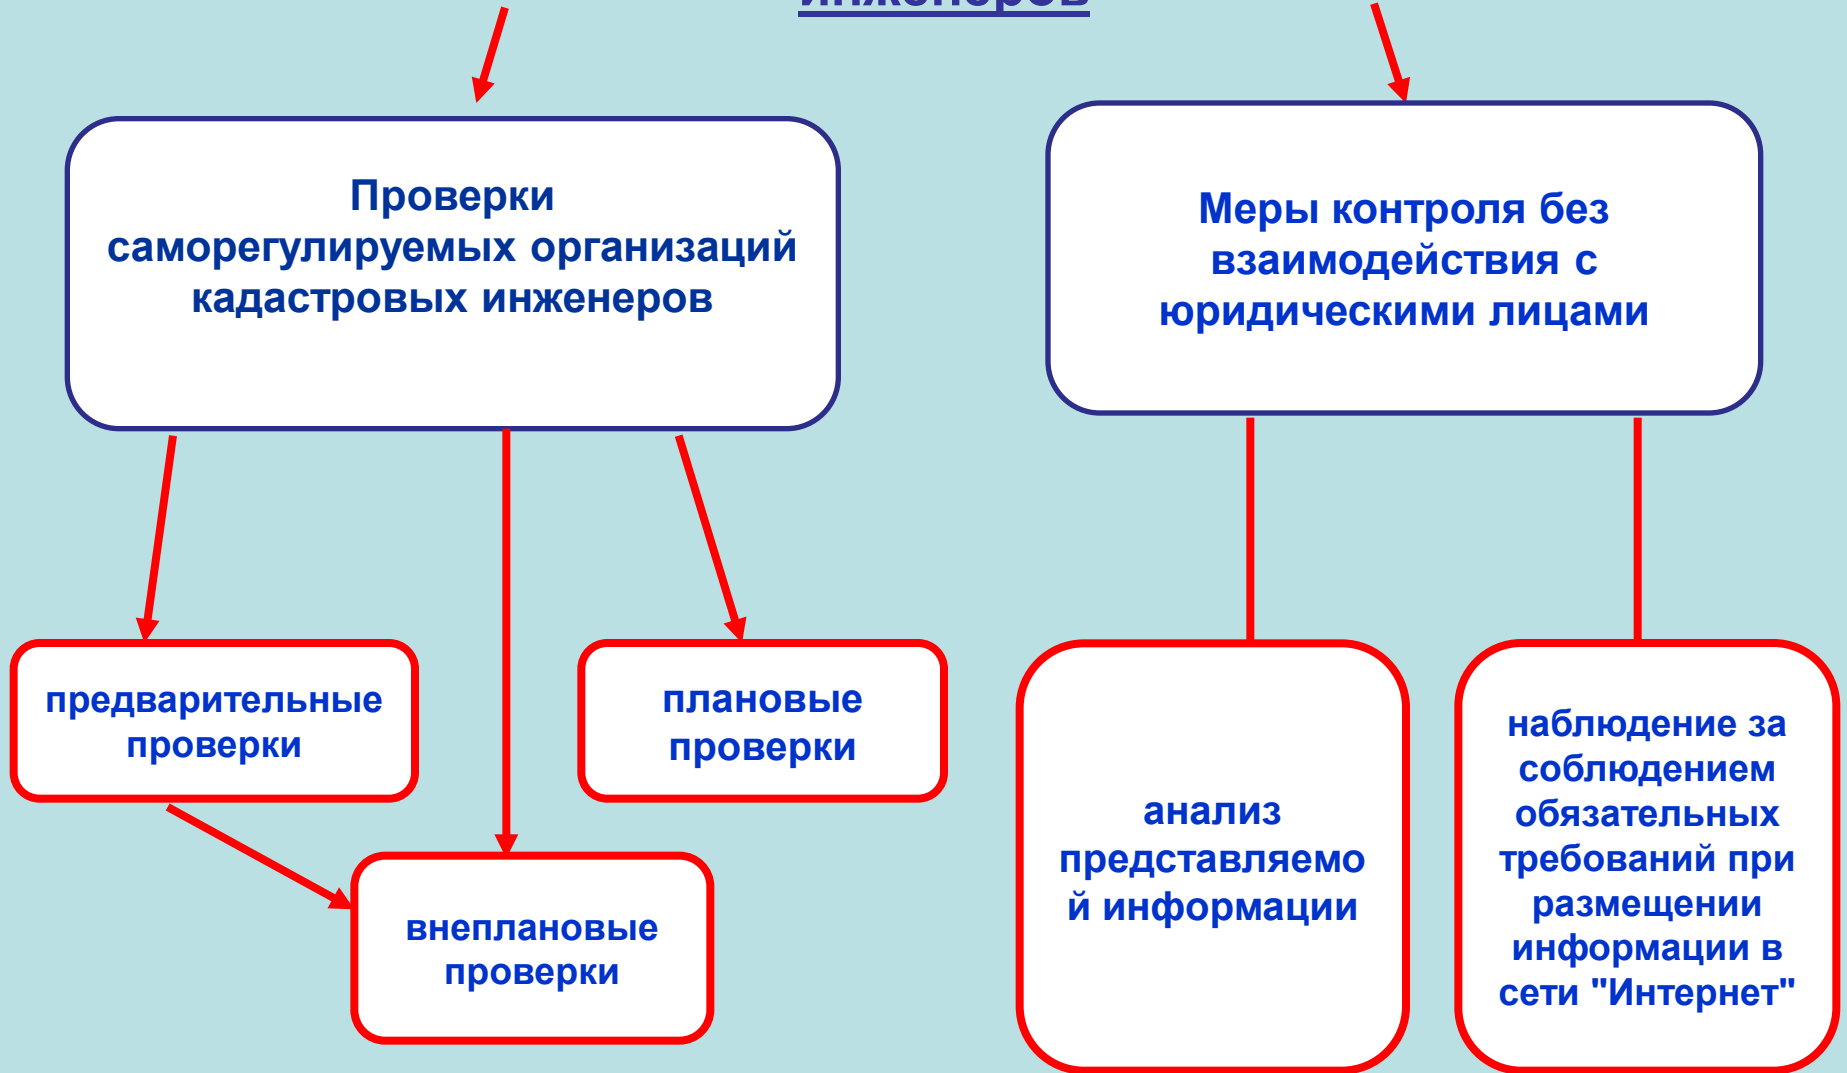 инженеров
Проверки
саморегулируемых организаций
кадастровых инженеров
Меры контроля без
взаимодействия с
юридическими лицами
предварительные
проверки
плановые
проверки
внеплановые
проверки
анализ
представляемо
й информации
наблюдение за
соблюдением
обязательных
требований при
размещении
информации в
сети "Интернет"